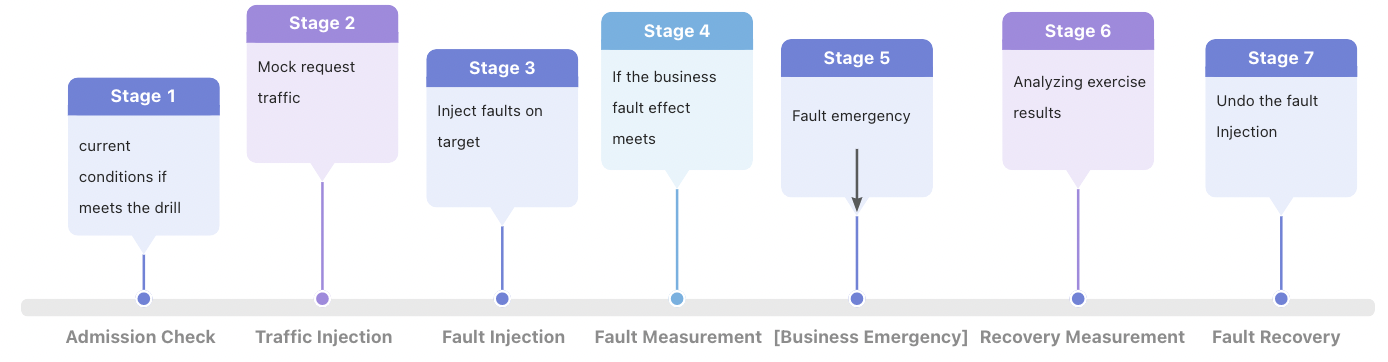 Stage 1
current
conditions if
meets the drill
Admission Check
Stage 2
Mock request
traffic
Traffic Injection
Stage 3
Inject faults on
target
Fault Injection
Stage 4
If the business
fault effect
meets
Fault Measurement
Stage 5
Fault emergency
[Business Emergency]
Stage 6
Analyzing exercise
results
Recovery Measurement
Stage 7
Undo the fault
Injection
Fault Recovery